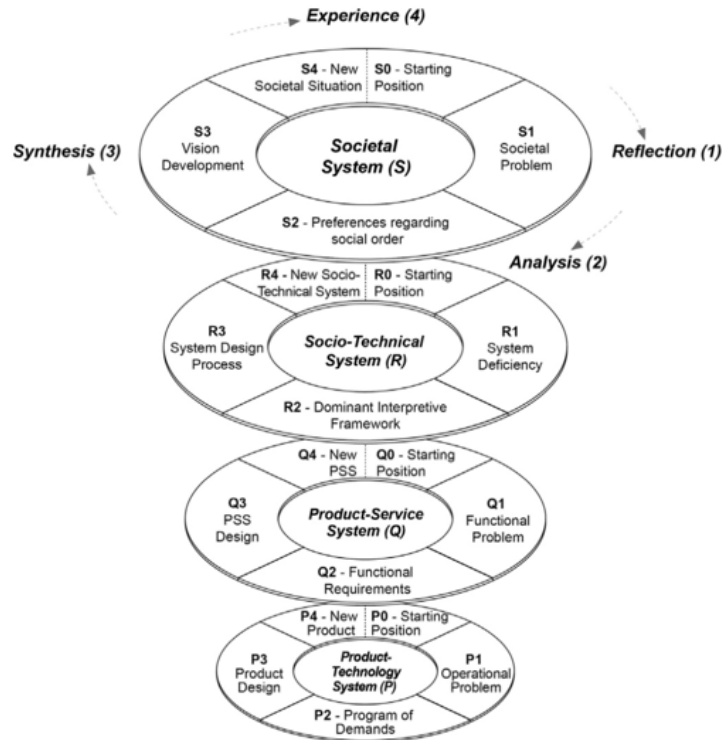 Experience (4)
S4 - New
Societal Situation
S0 - Starting
Position
S3
Vision
Development
Societal
System (S)
S1
Societal
Problem
Synthesis (3)
Reflection (1)
S2 - Preferences regarding
social order
Analysis (2)
R4 - New Socio-
Technical System
R0 - Starting
Position
R3
System Design
Process
Socio-Technical
System (R)
R1
System
Deficiency
R2 - Dominant Interpretive
Framework
Q4 - New
PSS
Q0 - Starting
Position
Q3
PSS
Design
Product-Service
System (Q)
Q1
Functional
Problem
Q2 - Functional
Requirements
P4 - New
Product
P0 - Starting
Position
P3
Product
Design
Product-
Technology
System (P)
P1
Operational
Problem
P2 - Program of
Demands